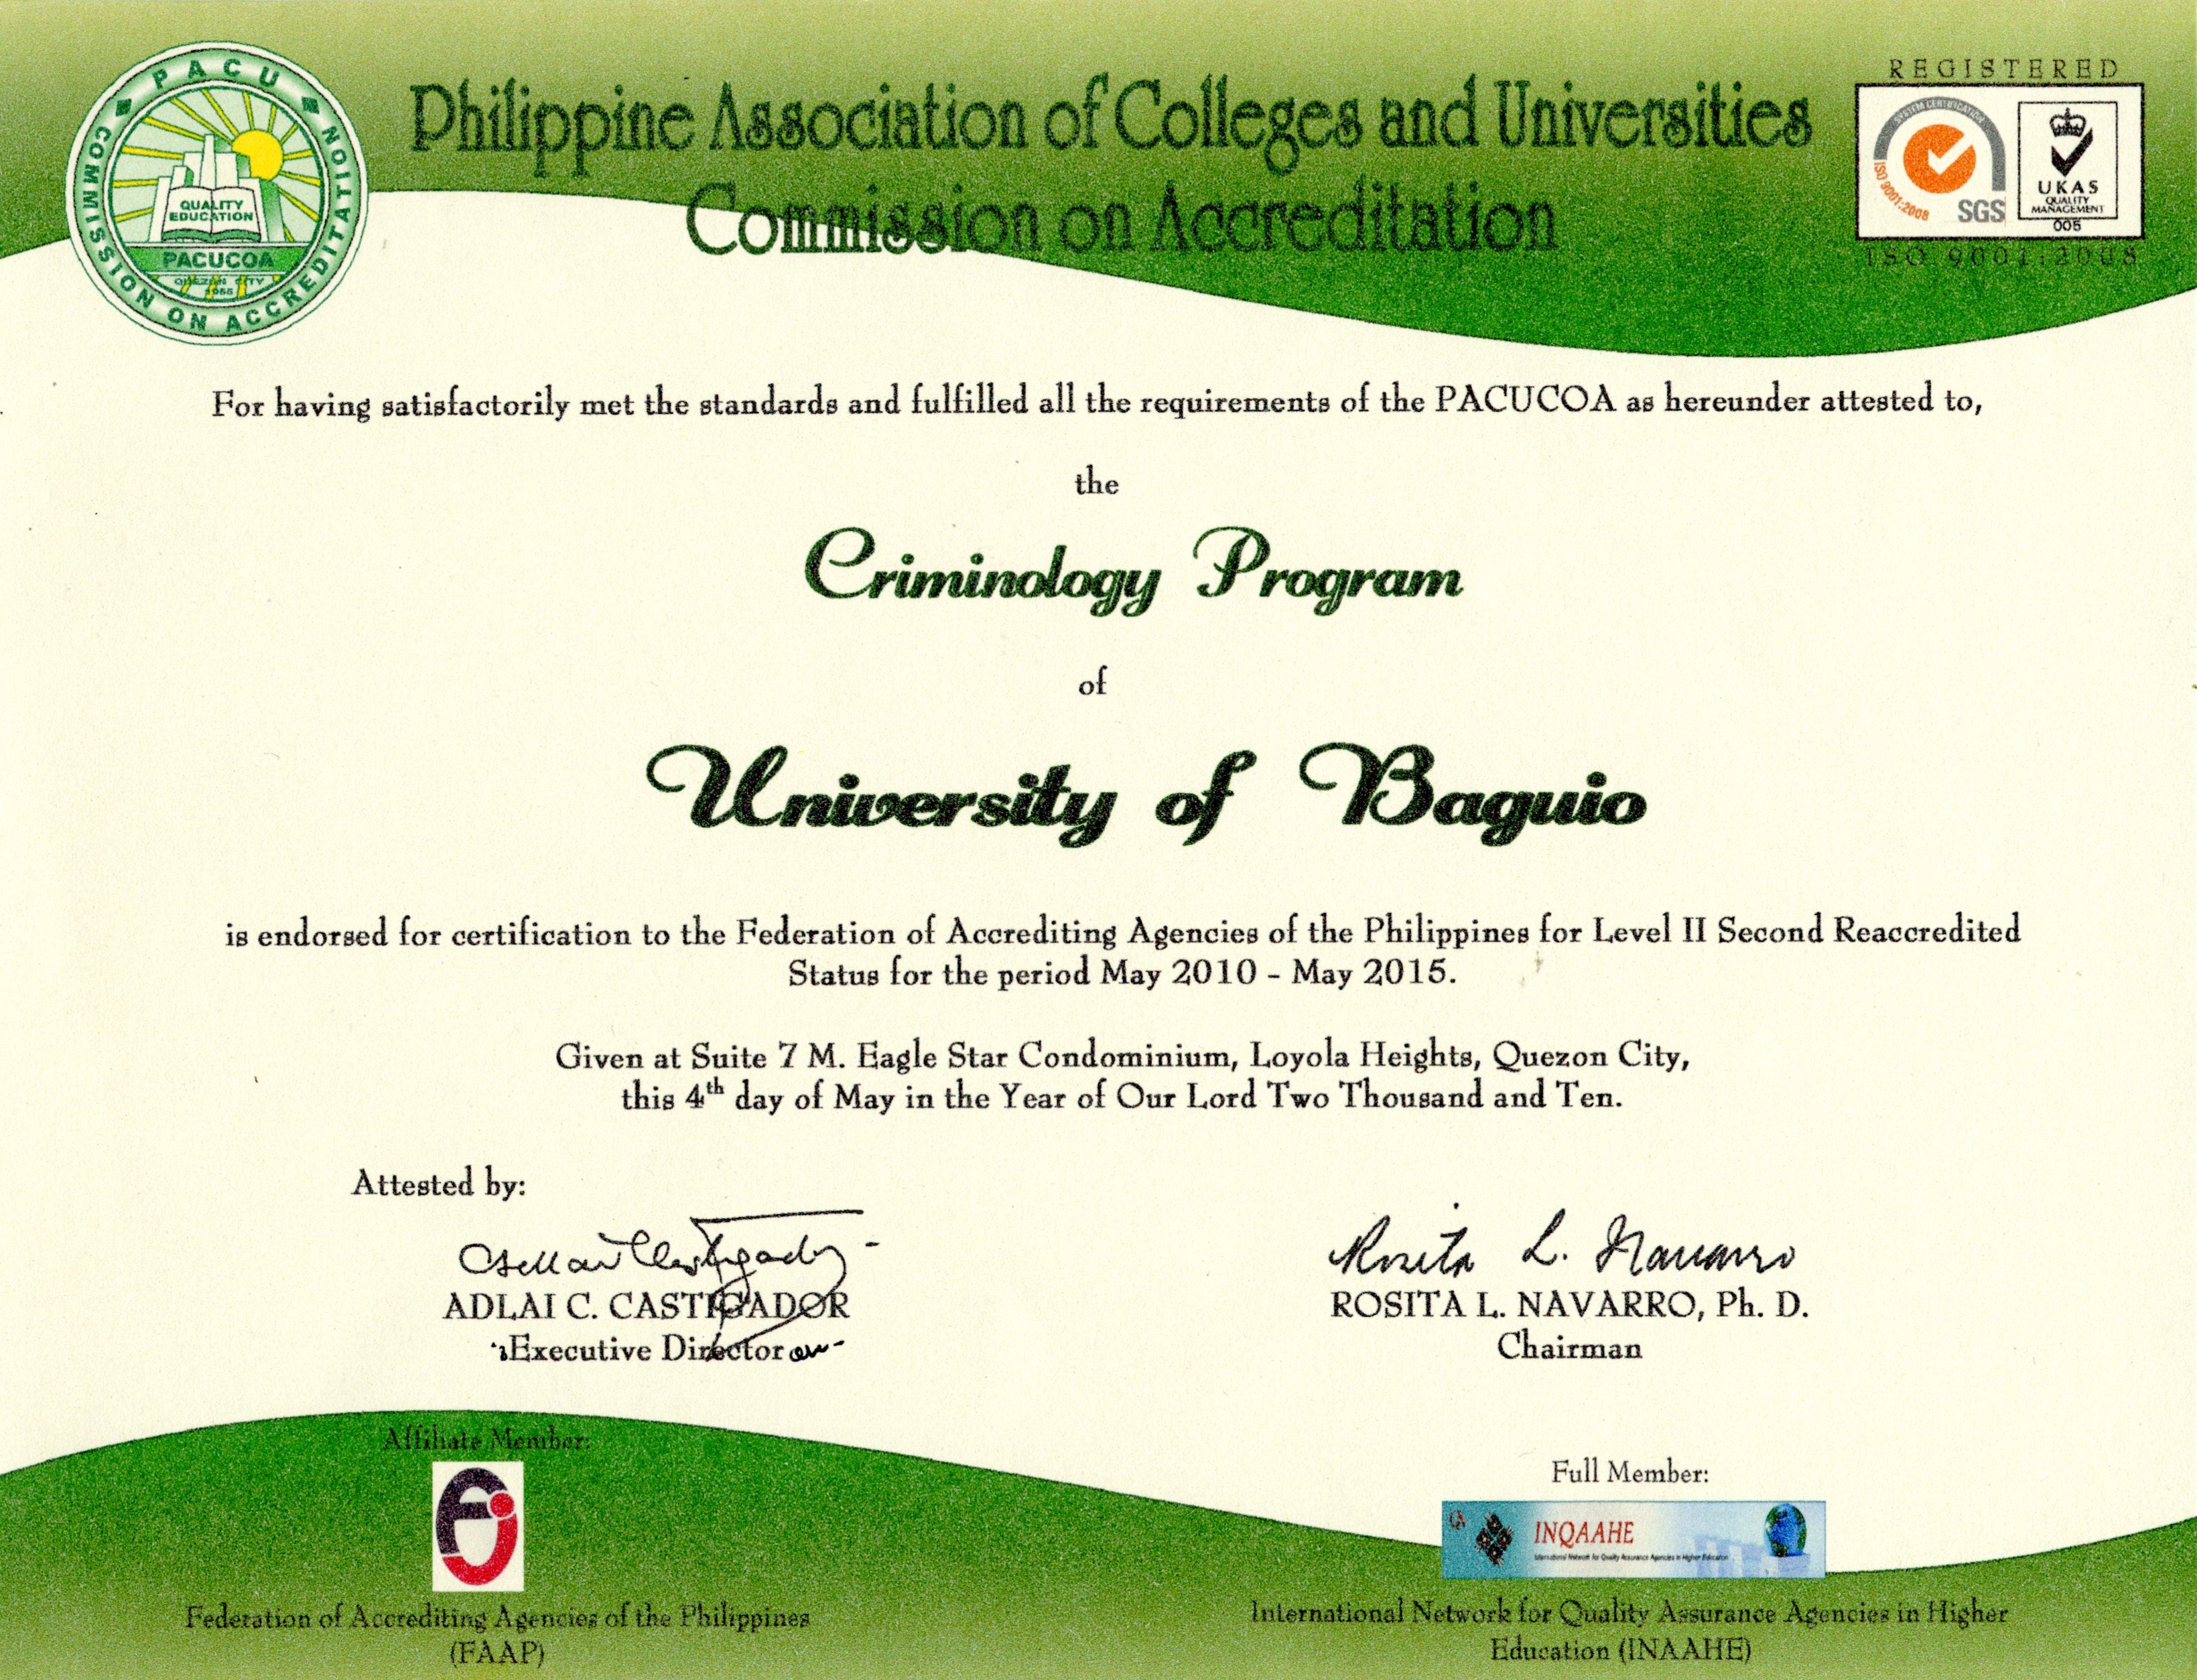 PACU
COMMISSION ON ACCREDITATION
QUALITY
EDUCATION
PACUCOA
QUEZON CITY
Philippine Association of Colleges and Universities
Commission on Accreditation
REGISTERED
SYSTEM CERTIFICATION
ISO 9001:2008
SGS
UKAS
QUALITY
MANAGEMENT
005
ISO 9001:2008
For having satisfactorily met the standards and fulfilled all the requirements of the PACUCOA as hereunder attested to,
the
Criminology Program
of
University of Baguio
is endorsed for certification to the Federation of Accrediting Agencies of the Philippines for Level II Second Reaccredited
Status for the period May 2010 - May 2015.
Given at Suite 7 M. Eagle Star Condominium, Loyola Heights, Quezon City,
this 4th day of May in the Year of Our Lord Two Thousand and Ten.
Attested by:
Rosita L. Navarro
ADLAI C. CASTIGADOR
ROSITA L. NAVARRO, Ph. D.
Executive Director
Chairman
Affiliate Member:
Full Member:
INQAAHE
International Network for Quality Assurance Agencies in Higher Education
Federation of Accrediting Agencies of the Philippines
(FAAP)
International Network for Quality Assurance Agencies in Higher
Education (INAAHE)